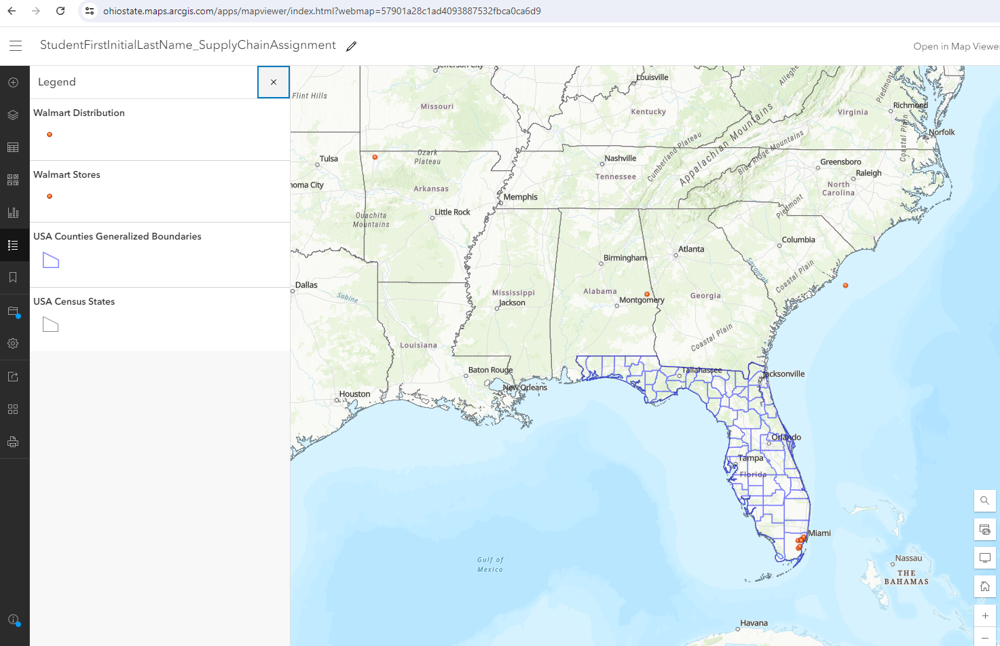 ohiostate.maps.arcgis.com/apps/mapviewer/index.html?webmap=57901a28c1ad4093887532fbca0ca6d9
StudentFirstInitialLastName_SupplyChainAssignment
Open in Map Viewer
Legend
Walmart Distribution
Walmart Stores
USA Counties Generalized Boundaries
USA Census States
Jefferson City
Louisville
Alleghe
Piedmont
Flint Hills
Missouri
Kentucky
Virginia
Richmond
Appalachian Mountains
Norfolk
Coastal Plain
Cumberland Plateau
Blue Ridge Mountains
Tulsa
Ozark
Plateau
Nashville
Greensboro
Raleigh
Tennessee
North
Carolina
homa City
Arkansas
Memphis
Piedmont
Little Rock
Ouachita
Mountains
Columbia
Atlanta
Birmingham
Savannah
Coastal Plain
Dallas
Sabine
Mississippi
Alabama
Georgia
Jackson
Montgomery
Coastal Plain
Louisiana
Baton Rouge
Tallahassee
Jacksonville
New Orleans
Houston
Orlando
Tampa
Florida
Miami
Gulf of
Mexico
Nassau
THE
BAHAMAS
Havana